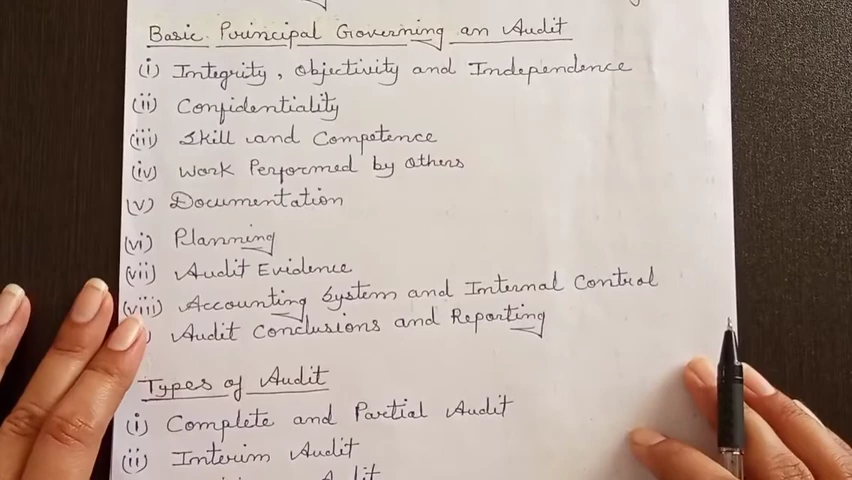 Basic Principal Governing an Audit
(i) Integrity, Objectivity and Independence
(ii) Confidentiality
(iii) Skill and Competence
(iv) Work Performed by Others
(v) Documentation
(vi) Planning
(vii) Audit Evidence
(viii) Accounting System and Internal Control
) Audit Conclusions and Reporting
Types of Audit
(i) Complete and Partial Audit
(ii) Interim Audit
Audit